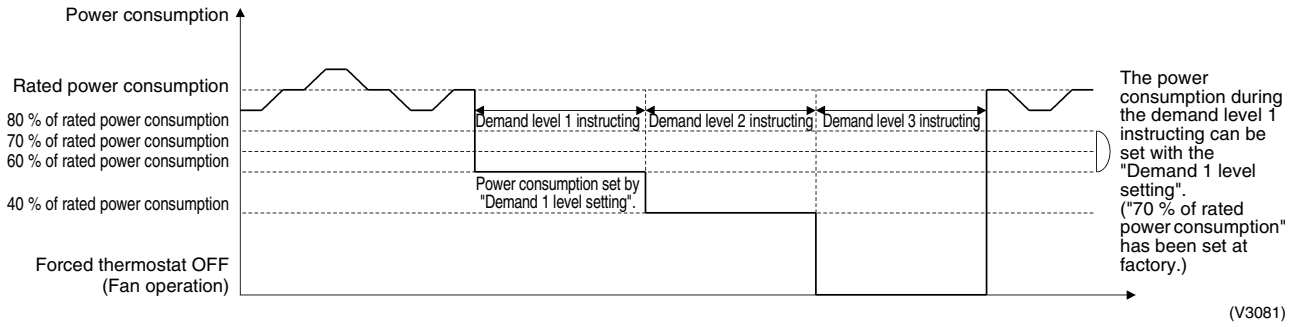 Power consumption
Rated power consumption
80 % of rated power consumption
70 % of rated power consumption
60 % of rated power consumption
40 % of rated power consumption
Forced thermostat OFF
(Fan operation)
Demand level 1 instructing
Demand level 2 instructing
Demand level 3 instructing
Power consumption set by
"Demand 1 level setting".
The power
consumption during
the demand level 1
instructing can be
set with the
"Demand 1 level
setting".
("70 % of rated
power consumption"
has been set at
factory.)
(V3081)